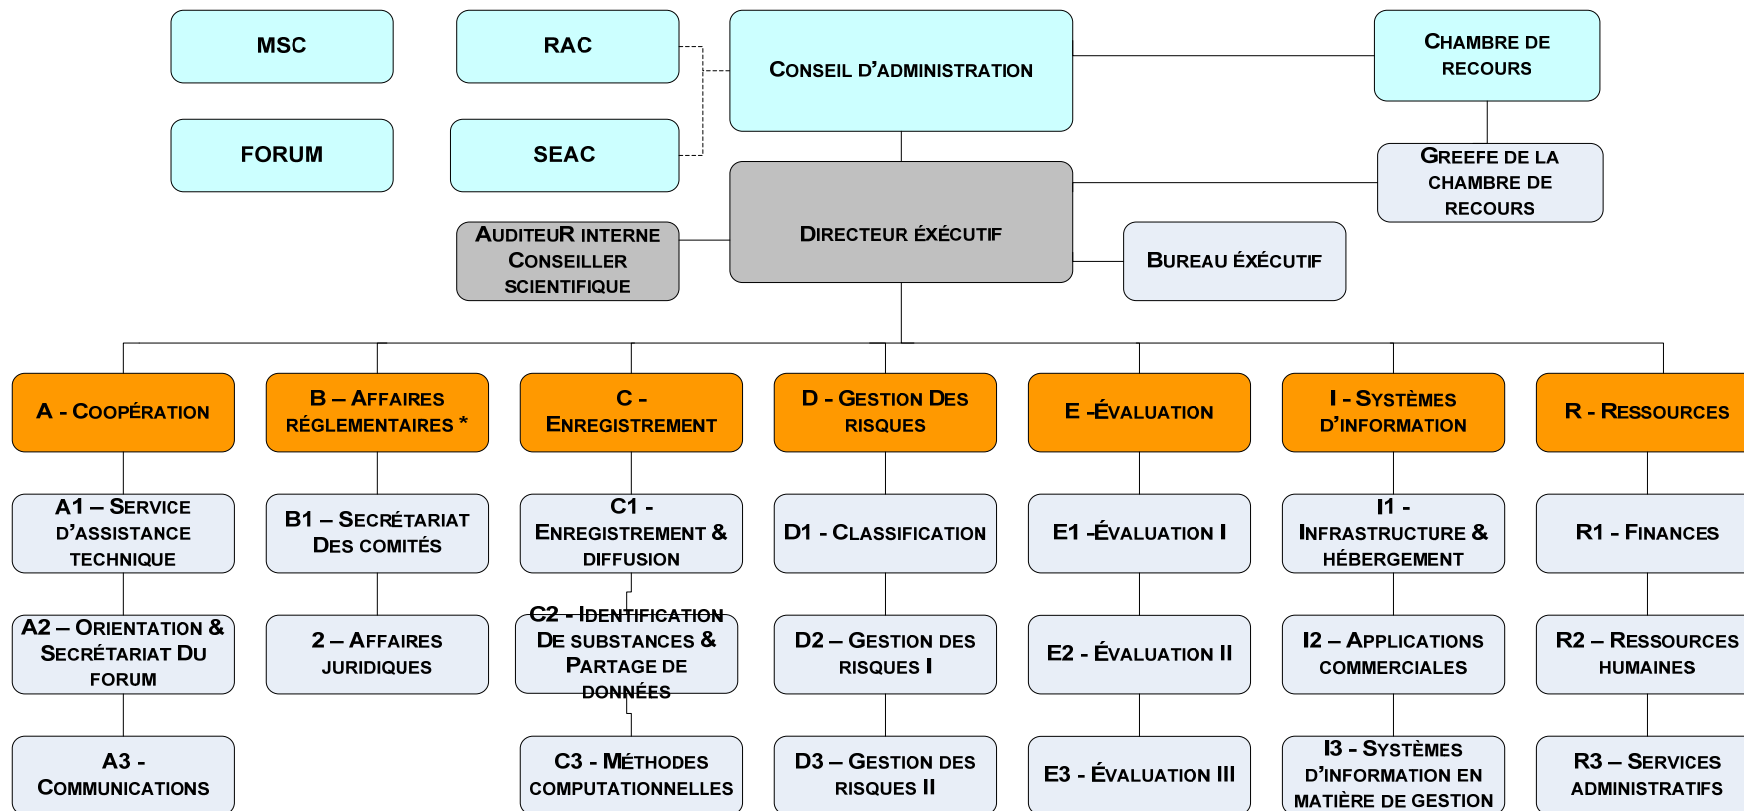 MSC
RAC
CONSEIL D'ADMINISTRATION
CHAMBRE DE
RECOURS
FORUM
SEAC
GREEFE DE LA
CHAMBRE DE
RECOURS
AUDITEUR INTERNE
CONSEILLER
SCIENTIFIQUE
DIRECTEUR ÉXÉCUTIF
BUREAU ÉXÉCUTIF
A - COOPÉRATION
B – AFFAIRES
RÉGLEMENTAIRES *
C -
ENREGISTREMENT
D - GESTION DES
RISQUES
E -ÉVALUATION
I - SYSTÈMES
D'INFORMATION
R - RESSOURCES
A1 – SERVICE
D'ASSISTANCE
TECHNIQUE
B1 – SECRÉTARIAT
DES COMITÉS
C1 -
ENREGISTREMENT &
DIFFUSION
D1 - CLASSIFICATION
E1 -ÉVALUATION I
I1 -
INFRASTRUCTURE &
HÉBERGEMENT
R1 - FINANCES
A2 – ORIENTATION &
SECRÉTARIAT DU
FORUM
2 – AFFAIRES
JURIDIQUES
C2 - IDENTIFICATION
DE SUBSTANCES &
PARTAGE DE
DONNÉES
D2 – GESTION DES
RISQUES I
E2 - ÉVALUATION II
I2 – APPLICATIONS
COMMERCIALES
R2 – RESSOURCES
HUMAINES
A3 -
COMMUNICATIONS
C3 - MÉTHODES
COMPUTATIONNELLES
D3 – GESTION DES
RISQUES II
E3 - ÉVALUATION III
I3 - SYSTÈMES
D'INFORMATION EN
MATIÈRE DE GESTION
R3 – SERVICES
ADMINISTRATIFS